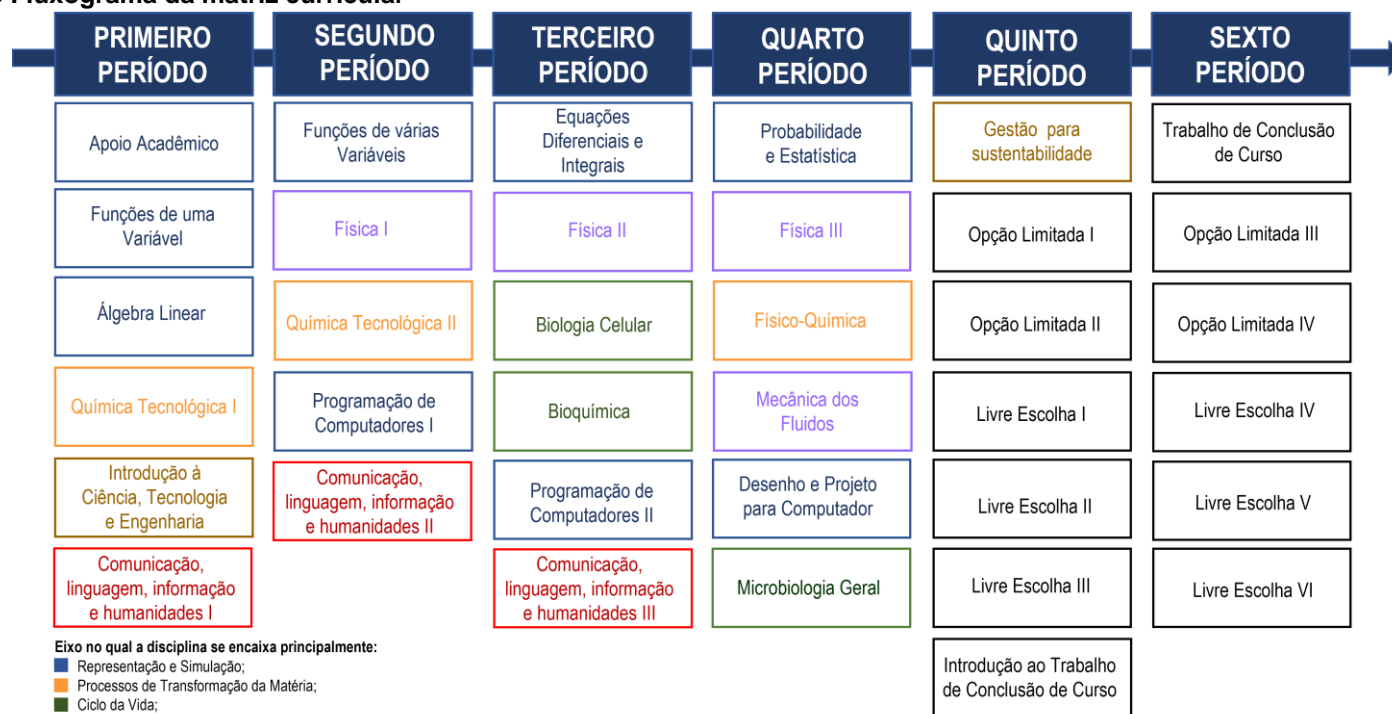 Fluxograma da matriz curricular
PRIMEIRO
PERÍODO
SEGUNDO
PERÍODO
TERCEIRO
PERÍODO
QUARTO
PERÍODO
QUINTO
PERÍODO
SEXTO
PERÍODO
Apoio Acadêmico
Funções de várias
Variáveis
Equações
Diferenciais e
Integrais
Probabilidade
e Estatística
Gestão para
sustentabilidade
Trabalho de Conclusão
de Curso
Funções de uma
Variável
Física I
Física II
Física III
Opção Limitada I
Opção Limitada III
Álgebra Linear
Química Tecnológica II
Biologia Celular
Físico-Química
Opção Limitada II
Opção Limitada IV
Química Tecnológica I
Programação de
Computadores I
Bioquímica
Mecânica dos
Fluidos
Livre Escolha I
Livre Escolha IV
Introdução à
Ciência, Tecnologia
e Engenharia
Comunicação,
linguagem, informação
e humanidades II
Programação de
Computadores II
Desenho e Projeto
para Computador
Livre Escolha II
Livre Escolha V
Comunicação,
linguagem, informação
e humanidades I
Comunicação,
linguagem, informação
e humanidades III
Microbiologia Geral
Livre Escolha III
Livre Escolha VI
Introdução ao Trabalho
de Conclusão de Curso
Eixo no qual a disciplina se encaixa principalmente:
Representação e Simulação;
Processos de Transformação da Matéria;
Ciclo da Vida;